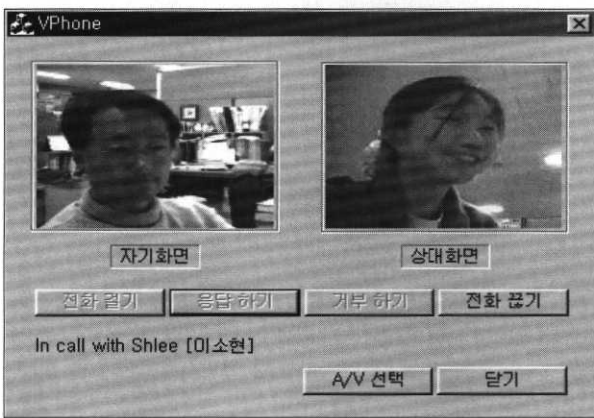 VPhone
자기화면
상대화면
전화 걸기 응답 하기 거부 하기 전화 끊기
In call with Shlee [이소현]
A/V 선택 닫기